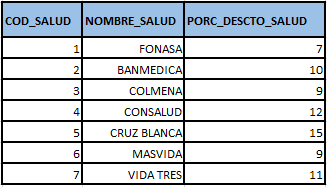 COD_SALUD NOMBRE_SALUD PORC_DESCTO_SALUD
1 FONASA 7
2 BANMEDICA 10
3 COLMENA 9
4 CONSALUD 12
5 CRUZ BLANCA 15
6 MASVIDA 9
7 VIDA TRES 11